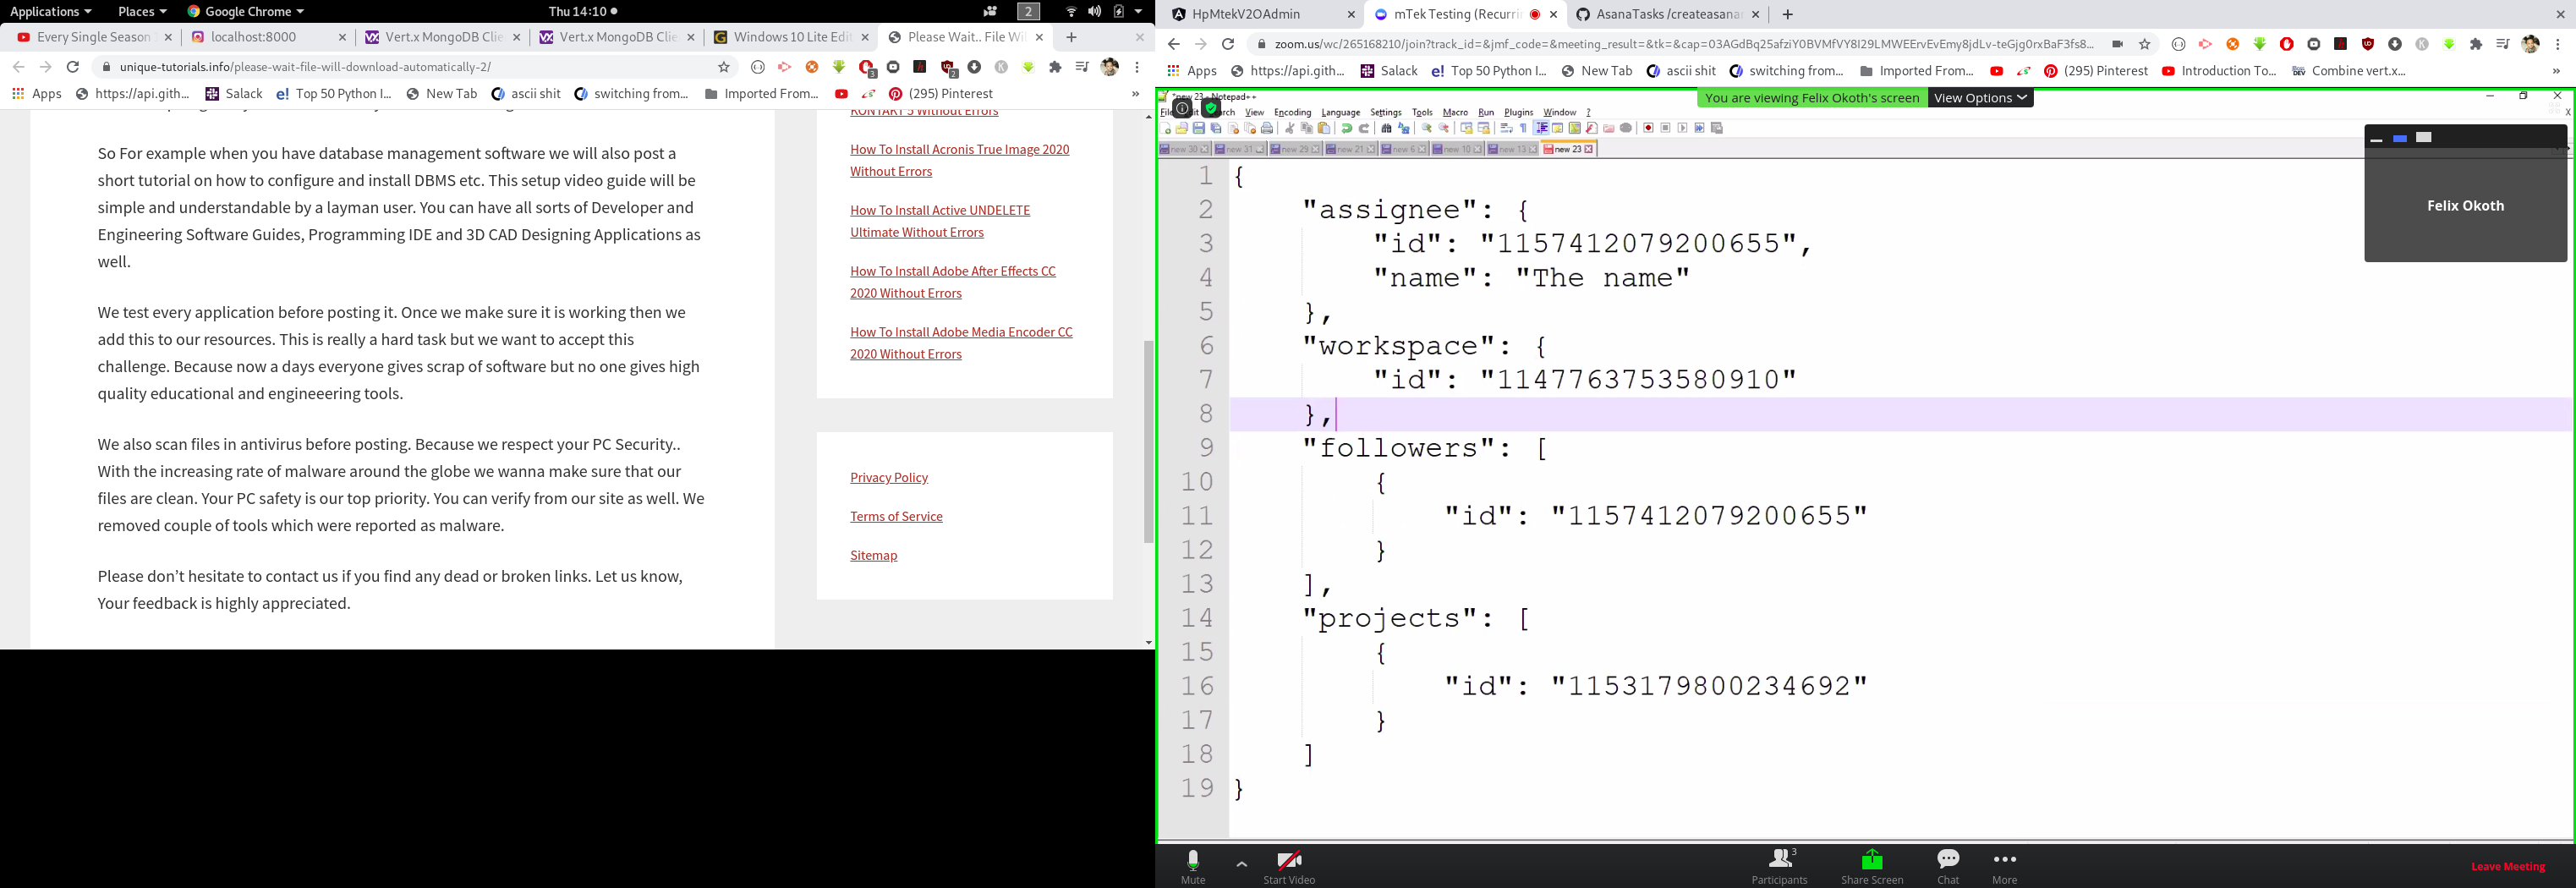 Applications Places Google Chrome Thu 14:10 2
Every Single Season localhost:8000 Vert.x MongoDB Clie Vert.x MongoDB Clie Windows 10 Lite Edit Please Wait.. File Wi
unique-tutorials.info/please-wait-file-will-download-automatically-2/
Apps https://api.gith... Salack Top 50 Python I... New Tab ascii shit switching from... Imported From... (295) Pinterest »
So For example when you have database management software we will also post a
short tutorial on how to configure and install DBMS etc. This setup video guide will be
simple and understandable by a layman user. You can have all sorts of Developer and
Engineering Software Guides, Programming IDE and 3D CAD Designing Applications as
well.
We test every application before posting it. Once we make sure it is working then we
add this to our resources. This is really a hard task but we want to accept this
challenge. Because now a days everyone gives scrap of software but no one gives high
quality educational and engineeering tools.
We also scan files in antivirus before posting. Because we respect your PC Security..
With the increasing rate of malware around the globe we wanna make sure that our
files are clean. Your PC safety is our top priority. You can verify from our site as well. We
removed couple of tools which were reported as malware.
Please don’t hesitate to contact us if you find any dead or broken links. Let us know,
Your feedback is highly appreciated.
KONTAKT 5 Without Errors
How To Install Acronis True Image 2020
Without Errors
How To Install Active UNDELETE
Ultimate Without Errors
How To Install Adobe After Effects CC
2020 Without Errors
How To Install Adobe Media Encoder CC
2020 Without Errors
Privacy Policy
Terms of Service
Sitemap
HpMtekV2OAdmin mTek Testing (Recurri AsanaTasks /createasana
zoom.us/wc/265168210/join?track_id=&jmf_code=&meeting_result=&tk=&cap=03AGdBq25afziY0BVMfVY8I29LMWEErvEvEmy8jdLv-teGjg0rxBaF3fs8...
Apps https://api.gith... Salack Top 50 Python I... New Tab ascii shit switching from... Imported From... (295) Pinterest Introduction To... Combine vert.x... »
*new 23 - Notepad++
You are viewing Felix Okoth's screen View Options
View Encoding Language Settings Tools Macro Run Plugins Window ?
new 30 new 31 new 29 new 21 new 6 new 10 new 13 new 23
Felix Okoth
1 {
2 "assignee": {
3 "id": "1157412079200655",
4 "name": "The name"
5 },
6 "workspace": {
7 "id": "1147763753580910"
8 },
9 "followers": [
10 {
11 "id": "1157412079200655"
12 }
13 ],
14 "projects": [
15 {
16 "id": "1153179800234692"
17 }
18 ]
19 }
Mute Start Video Participants 3 Share Screen Chat More Leave Meeting